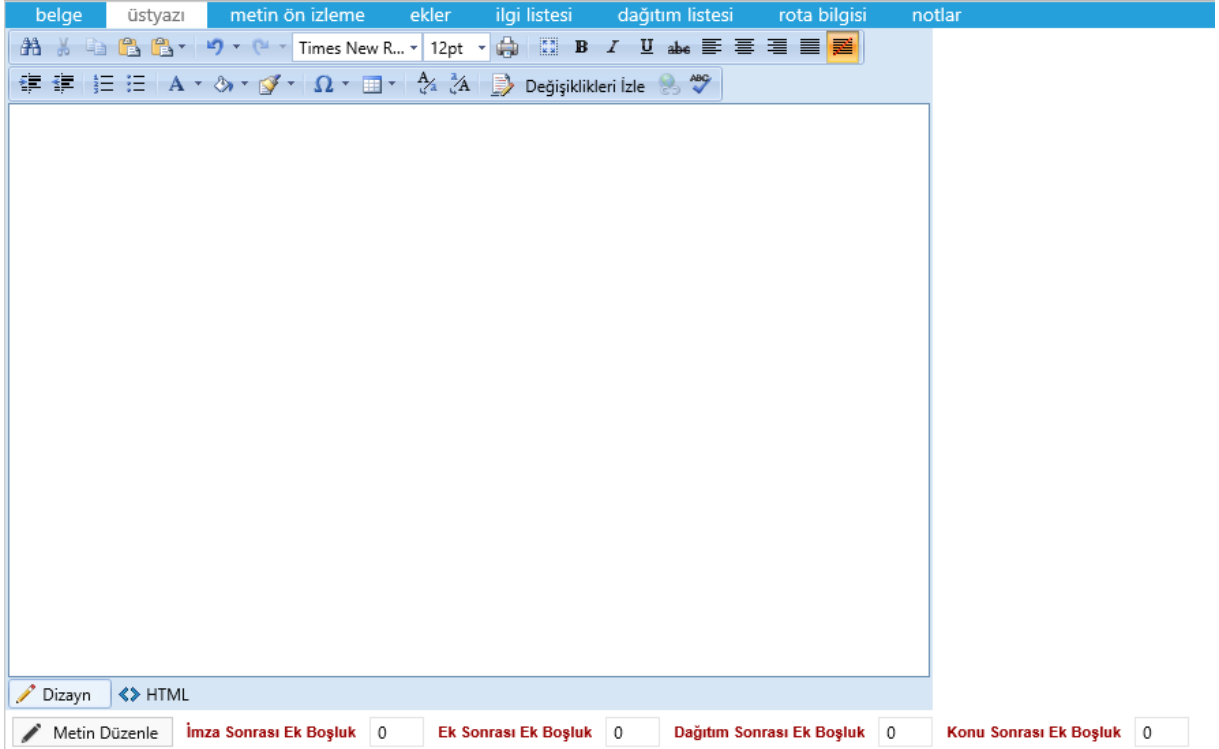 belge üstyazı metin ön izleme ekler ilgi listesi dağıtım listesi rota bilgisi notlar
Times New R... 12pt B I U abc
A Ω A Değişiklikleri İzle ABC
Dizayn HTML
Metin Düzenle İmza Sonrası Ek Boşluk 0 Ek Sonrası Ek Boşluk 0 Dağıtım Sonrası Ek Boşluk 0 Konu Sonrası Ek Boşluk 0